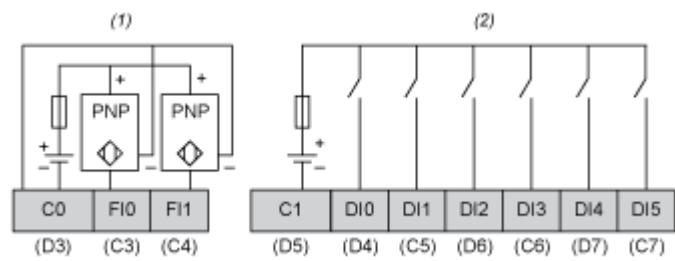 (1) (2)
+ +
PNP PNP
+ +
− − − −
C0 FI0 FI1 C1 DI0 DI1 DI2 DI3 DI4 DI5
(D3) (C3) (C4) (D5) (D4) (C5) (D6) (C6) (D7) (C7)